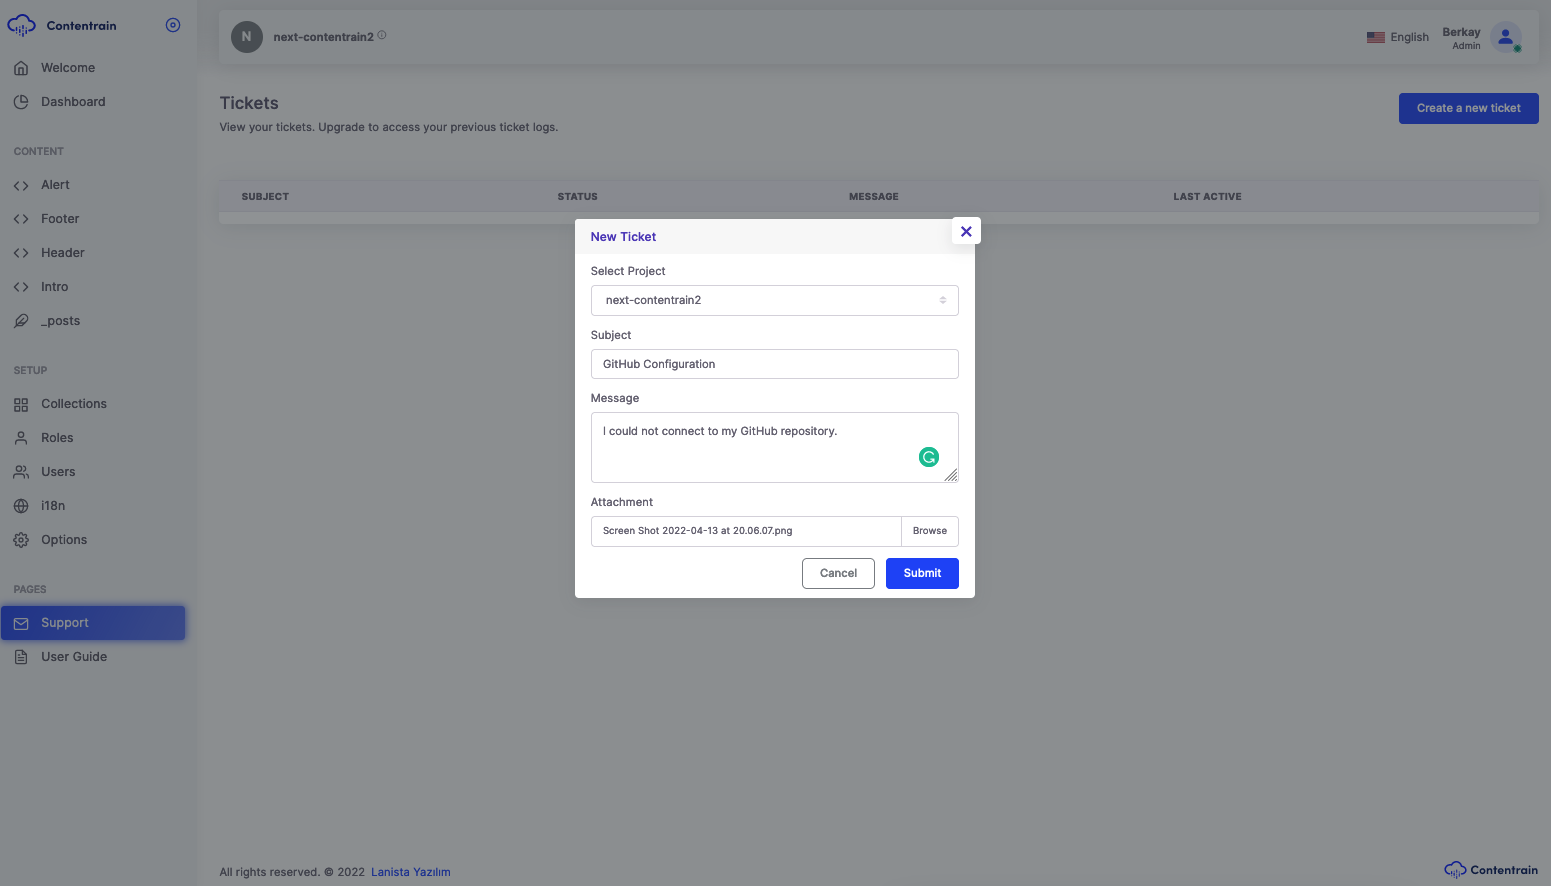 Contentrain
Welcome
Dashboard
CONTENT
Alert
Footer
Header
Intro
_posts
SETUP
Collections
Roles
Users
i18n
Options
PAGES
Support
User Guide
N
next-contentrain2
English
Berkay
Admin
Tickets
View your tickets. Upgrade to access your previous ticket logs.
Create a new ticket
SUBJECT STATUS MESSAGE LAST ACTIVE
New Ticket
Select Project
next-contentrain2
Subject
GitHub Configuration
Message
I could not connect to my GitHub repository.
Attachment
Screen Shot 2022-04-13 at 20.06.07.png Browse
Cancel Submit
All rights reserved. © 2022 Lanista Yazılım
Contentrain